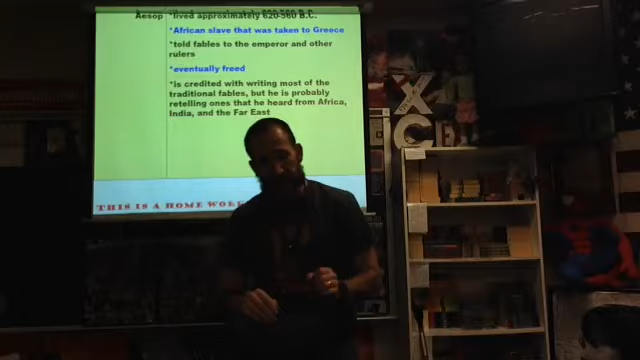 Aesop *lived approximately 620-560 B.C.
*African slave that was taken to Greece
*told fables to the emperor and other
rulers
*eventually freed
*is credited with writing most of the
traditional fables, but he is probably
retelling ones that he heard from Africa,
India, and the Far East
THIS IS A HOME WORK
X
C